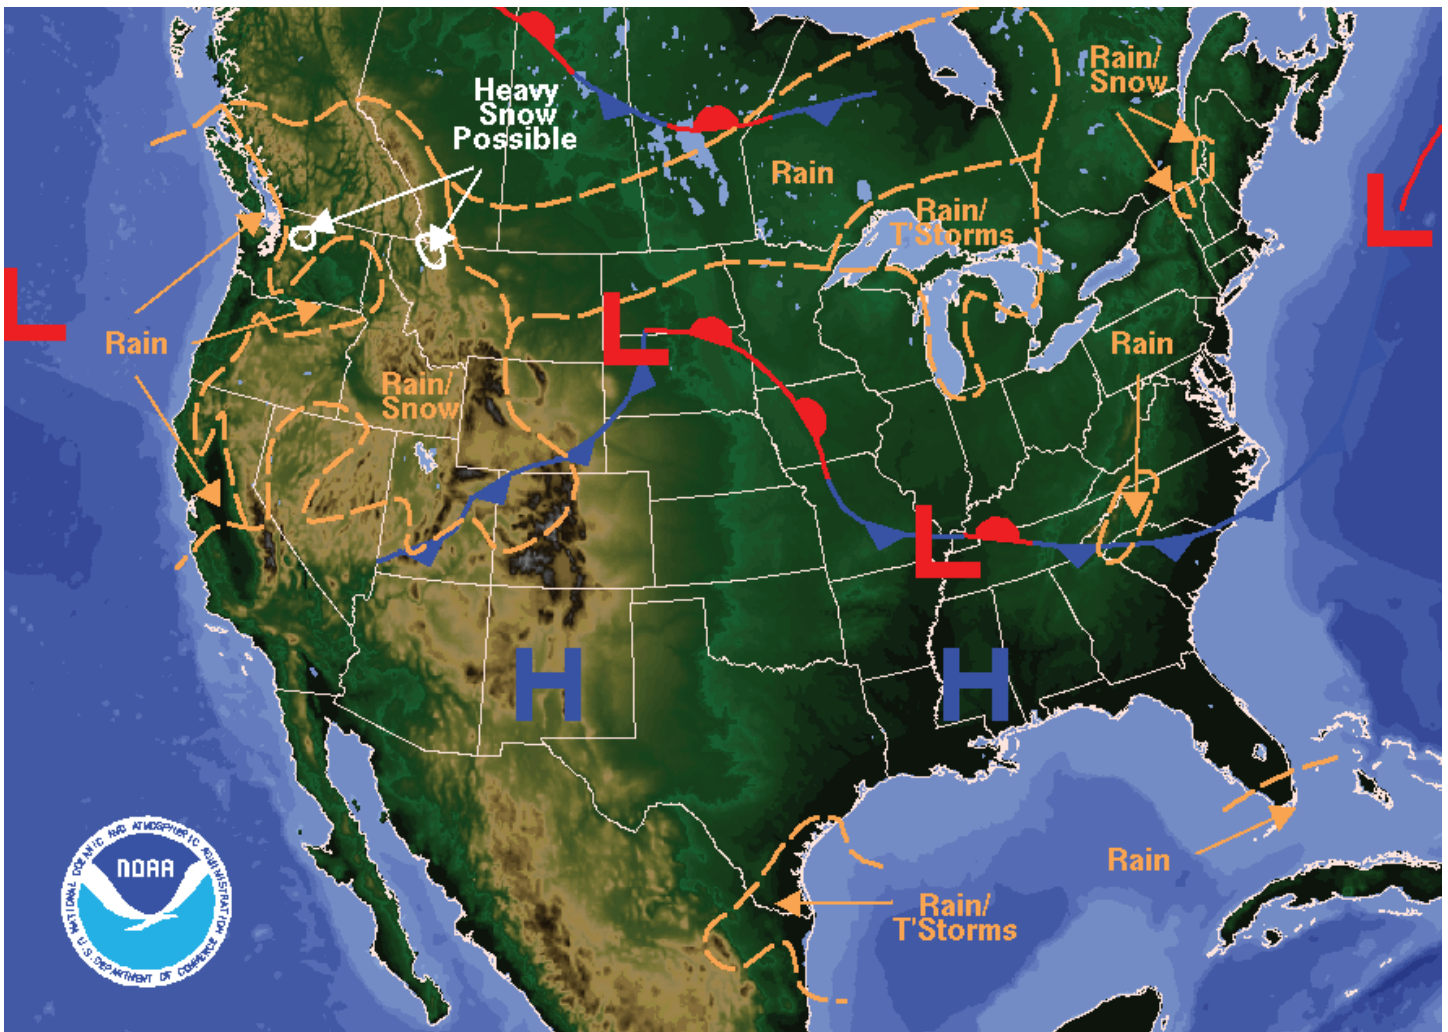 Heavy
Snow
Possible
Rain/
Snow
Rain
Rain/
T'Storms
L
L
L
Rain
Rain
Rain/
Snow
L
H
H
Rain
Rain/
T'Storms
NATIONAL OCEANIC AND ATMOSPHERIC ADMINISTRATION
NOAA
U.S. DEPARTMENT OF COMMERCE